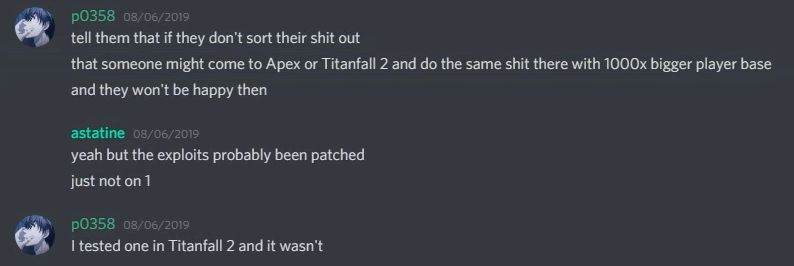 p0358 08/06/2019
tell them that if they don't sort their shit out
that someone might come to Apex or Titanfall 2 and do the same shit there with 1000x bigger player base
and they won't be happy then
astatine 08/06/2019
yeah but the exploits probably been patched
just not on 1
p0358 08/06/2019
I tested one in Titanfall 2 and it wasn't